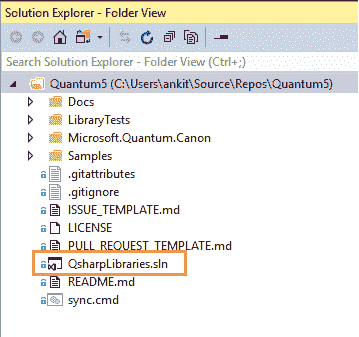 Solution Explorer - Folder View
Search Solution Explorer - Folder View (Ctrl+;)
Quantum5 (C:\Users\ankit\Source\Repos\Quantum5)
Docs
LibraryTests
Microsoft.Quantum.Canon
Samples
.gitattributes
.gitignore
ISSUE_TEMPLATE.md
LICENSE
PULL_REQUEST_TEMPLATE.md
QsharpLibraries.sln
README.md
sync.cmd